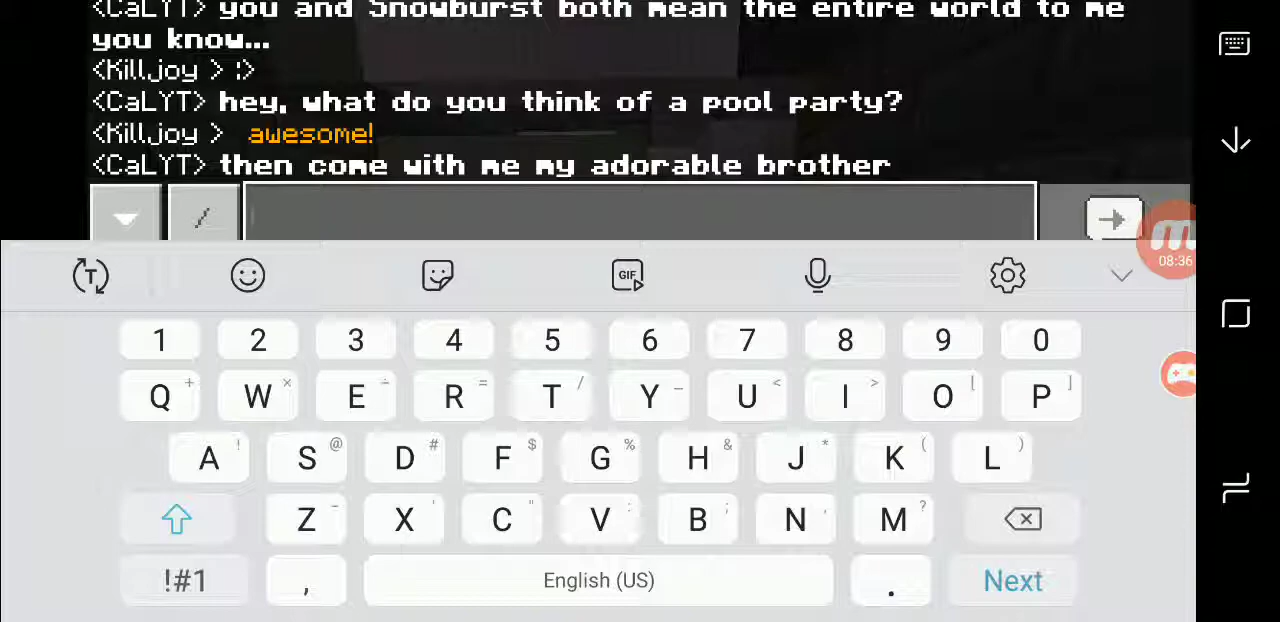 <CaLYT> you and Snowburst both mean the entire world to me
you know...
<Killjoy > :>
<CaLYT> hey, what do you think of a pool party?
<Killjoy > awesome!
<CaLYT> then come with me my adorable brother
/
T GIF
08:36
1 2 3 4 5 6 7 8 9 0
Q + W × E ÷ R = T / Y _ U < I > O [ P ]
A ! S @ D # F $ G % H & J * K ( L )
Z - X ' C " V : B ; N , M ?
!#1 , English (US) . Next